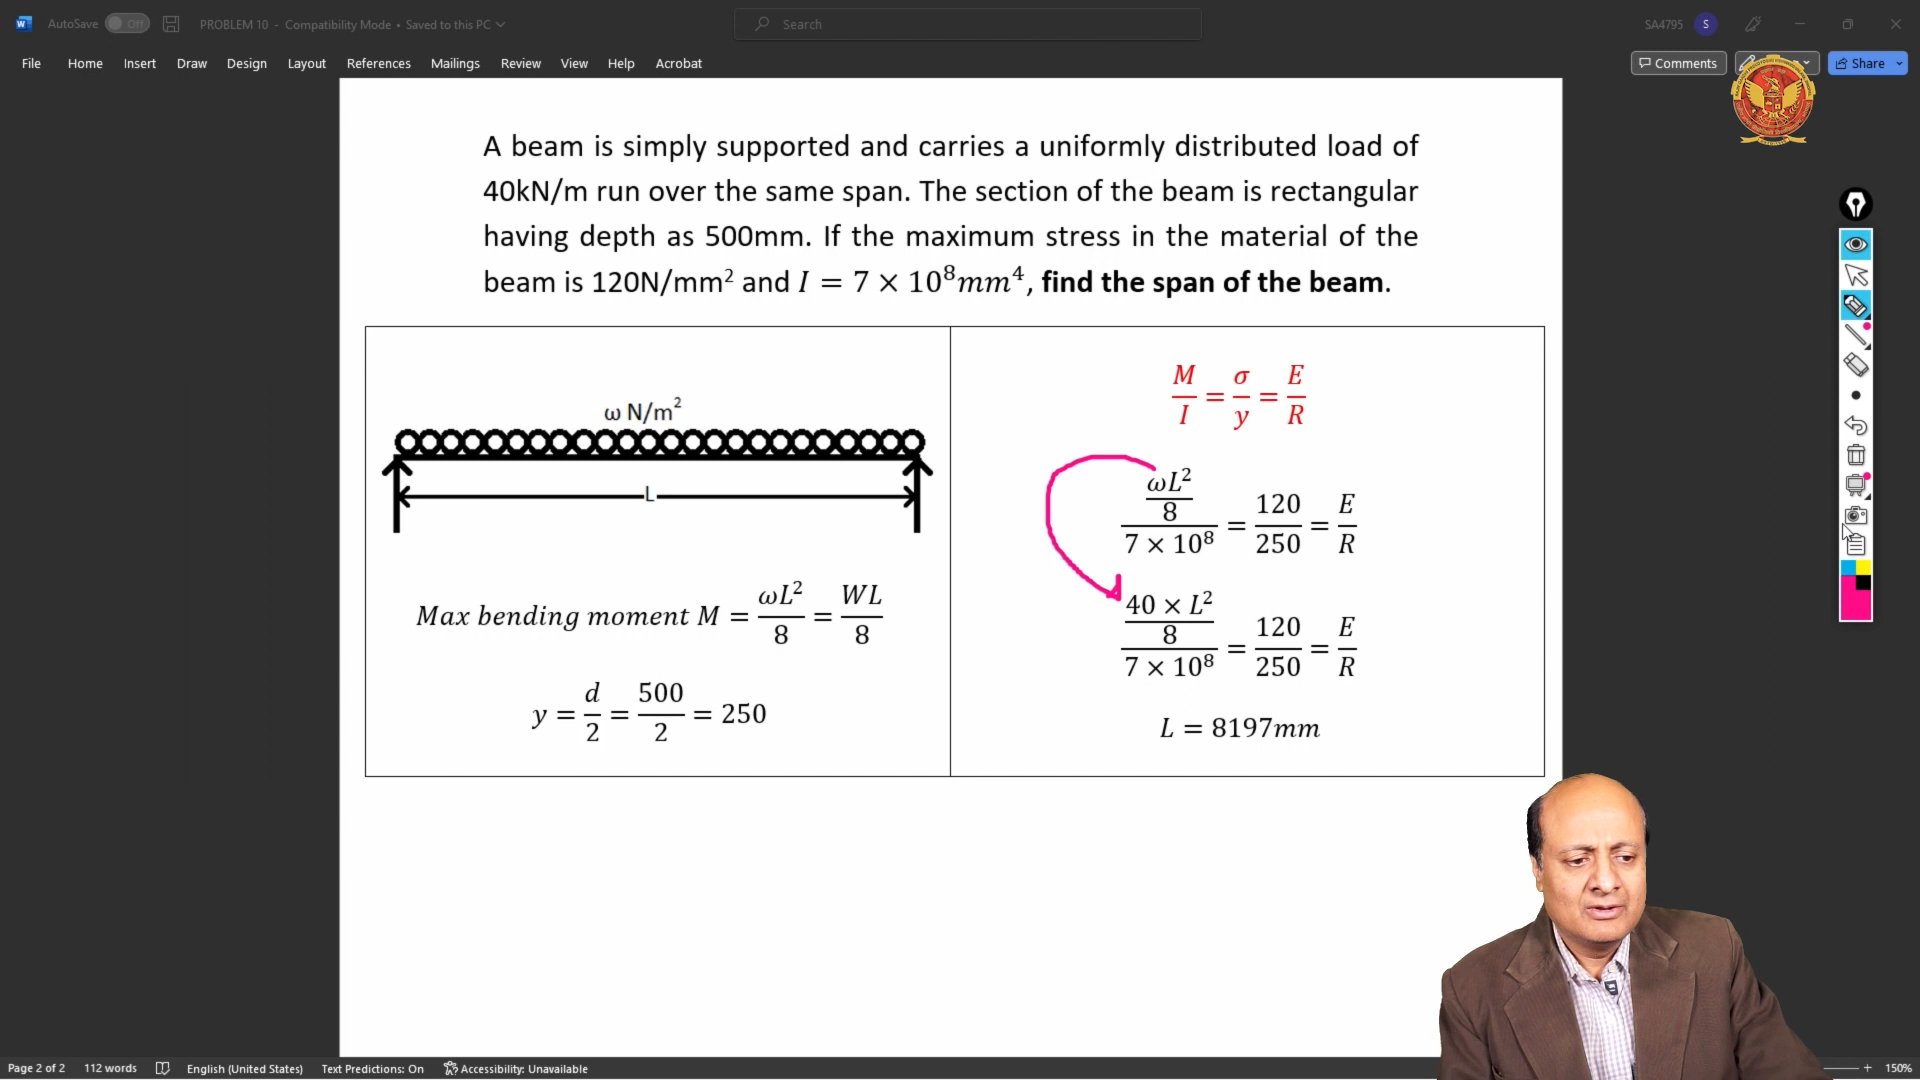 AutoSave Off PROBLEM 10 - Compatibility Mode • Saved to this PC Search SA4795 S
File Home Insert Draw Design Layout References Mailings Review View Help Acrobat Comments Share
A beam is simply supported and carries a uniformly distributed load of
40kN/m run over the same span. The section of the beam is rectangular
having depth as 500mm. If the maximum stress in the material of the
beam is 120N/mm² and I = 7 × 10⁸mm⁴, find the span of the beam.
ω N/m²
L
Max bending moment M = ωL²/8 = WL/8
y = d/2 = 500/2 = 250
M/I = σ/y = E/R
ωL²/8 / 7 × 10⁸ = 120/250 = E/R
40 × L²/8 / 7 × 10⁸ = 120/250 = E/R
L = 8197mm
Page 2 of 2 112 words English (United States) Text Predictions: On Accessibility: Unavailable 150%